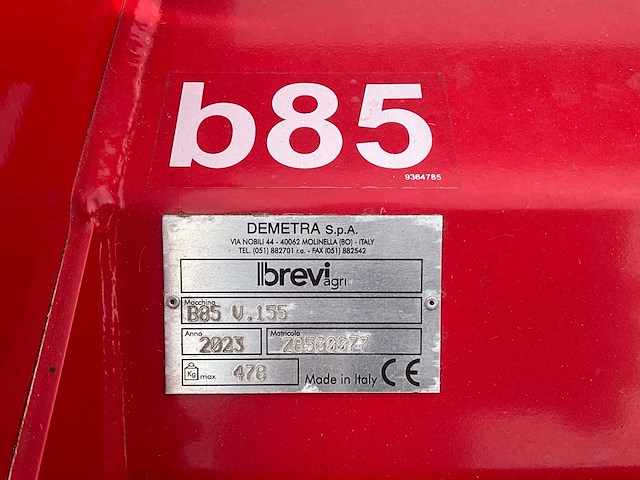 b85
9364785
DEMETRA S.p.A.
VIA NOBILI 44 - 40062 MOLINELLA (BO) - ITALY
TEL. (051) 882701 r.a. - FAX (051) 882542
brevi
agri
Macchina
B85 V.155
Anno
2023
Matricola
Z8500077
Kg max 478
Made in Italy CE